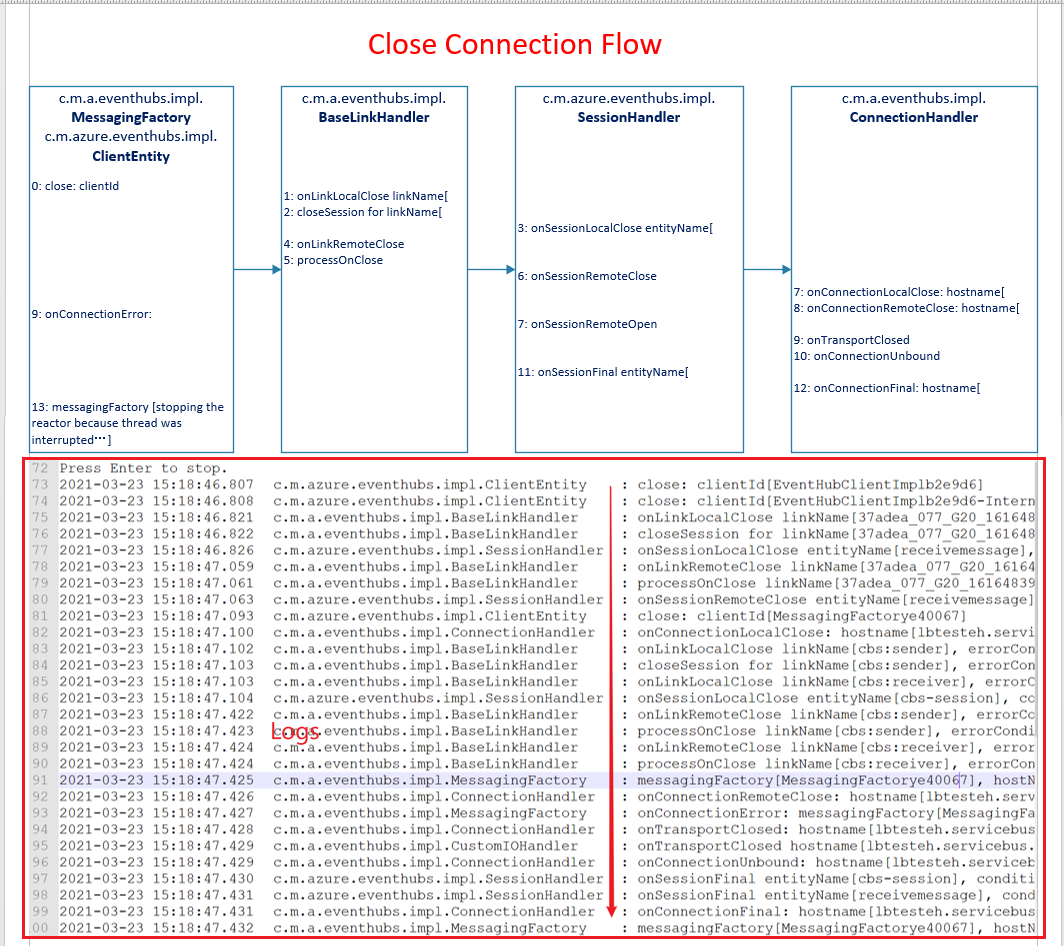 Close Connection Flow
c.m.a.eventhubs.impl.
MessagingFactory
c.m.azure.eventhubs.impl.
ClientEntity
0: close: clientId
9: onConnectionError:
13: messagingFactory [stopping the
reactor because thread was
interrupted…]
c.m.a.eventhubs.impl.
BaseLinkHandler
1: onLinkLocalClose linkName[
2: closeSession for linkName[
4: onLinkRemoteClose
5: processOnClose
c.m.azure.eventhubs.impl.
SessionHandler
3: onSessionLocalClose entityName[
6: onSessionRemoteClose
7: onSessionRemoteOpen
11: onSessionFinal entityName[
c.m.a.eventhubs.impl.
ConnectionHandler
7: onConnectionLocalClose: hostname[
8: onConnectionRemoteClose: hostname[
9: onTransportClosed
10: onConnectionUnbound
12: onConnectionFinal: hostname[
72 Press Enter to stop.
73 2021-03-23 15:18:46.807 c.m.azure.eventhubs.impl.ClientEntity : close: clientId[EventHubClientImplb2e9d6]
74 2021-03-23 15:18:46.808 c.m.azure.eventhubs.impl.ClientEntity : close: clientId[EventHubClientImplb2e9d6-Intern
75 2021-03-23 15:18:46.821 c.m.a.eventhubs.impl.BaseLinkHandler : onLinkLocalClose linkName[37adea_077_G20_161648
76 2021-03-23 15:18:46.822 c.m.a.eventhubs.impl.BaseLinkHandler : closeSession for linkName[37adea_077_G20_161648
77 2021-03-23 15:18:46.826 c.m.azure.eventhubs.impl.SessionHandler : onSessionLocalClose entityName[receivemessage],
78 2021-03-23 15:18:47.059 c.m.a.eventhubs.impl.BaseLinkHandler : onLinkRemoteClose linkName[37adea_077_G20_16164
79 2021-03-23 15:18:47.061 c.m.a.eventhubs.impl.BaseLinkHandler : processOnClose linkName[37adea_077_G20_16164839
80 2021-03-23 15:18:47.063 c.m.azure.eventhubs.impl.SessionHandler : onSessionRemoteClose entityName[receivemessage]
81 2021-03-23 15:18:47.093 c.m.azure.eventhubs.impl.ClientEntity : close: clientId[MessagingFactorye40067]
82 2021-03-23 15:18:47.100 c.m.a.eventhubs.impl.ConnectionHandler : onConnectionLocalClose: hostname[lbtesteh.servi
83 2021-03-23 15:18:47.102 c.m.a.eventhubs.impl.BaseLinkHandler : onLinkLocalClose linkName[cbs:sender], errorCon
84 2021-03-23 15:18:47.103 c.m.a.eventhubs.impl.BaseLinkHandler : closeSession for linkName[cbs:sender], errorCon
85 2021-03-23 15:18:47.103 c.m.a.eventhubs.impl.BaseLinkHandler : onLinkLocalClose linkName[cbs:receiver], errorC
86 2021-03-23 15:18:47.104 c.m.azure.eventhubs.impl.SessionHandler : onSessionLocalClose entityName[cbs-session], co
87 2021-03-23 15:18:47.422 c.m.a.eventhubs.impl.BaseLinkHandler : onLinkRemoteClose linkName[cbs:sender], errorCo
88 2021-03-23 15:18:47.423 c.m.a.eventhubs.impl.BaseLinkHandler : processOnClose linkName[cbs:sender], errorCondi
Logs
89 2021-03-23 15:18:47.424 c.m.a.eventhubs.impl.BaseLinkHandler : onLinkRemoteClose linkName[cbs:receiver], error
90 2021-03-23 15:18:47.424 c.m.a.eventhubs.impl.BaseLinkHandler : processOnClose linkName[cbs:receiver], errorCon
91 2021-03-23 15:18:47.425 c.m.a.eventhubs.impl.MessagingFactory : messagingFactory[MessagingFactorye40067], hostN
92 2021-03-23 15:18:47.426 c.m.a.eventhubs.impl.ConnectionHandler : onConnectionRemoteClose: hostname[lbtesteh.serv
93 2021-03-23 15:18:47.427 c.m.a.eventhubs.impl.MessagingFactory : onConnectionError: messagingFactory[MessagingFa
94 2021-03-23 15:18:47.428 c.m.a.eventhubs.impl.ConnectionHandler : onTransportClosed: hostname[lbtesteh.servicebus
95 2021-03-23 15:18:47.429 c.m.azure.eventhubs.impl.CustomIOHandler : onTransportClosed hostname[lbtesteh.servicebus.
96 2021-03-23 15:18:47.429 c.m.a.eventhubs.impl.ConnectionHandler : onConnectionUnbound: hostname[lbtesteh.serviceb
97 2021-03-23 15:18:47.430 c.m.azure.eventhubs.impl.SessionHandler : onSessionFinal entityName[cbs-session], conditi
98 2021-03-23 15:18:47.431 c.m.azure.eventhubs.impl.SessionHandler : onSessionFinal entityName[receivemessage], cond
99 2021-03-23 15:18:47.431 c.m.a.eventhubs.impl.ConnectionHandler : onConnectionFinal: hostname[lbtesteh.servicebus
00 2021-03-23 15:18:47.432 c.m.a.eventhubs.impl.MessagingFactory : messagingFactory[MessagingFactorye40067], hostN